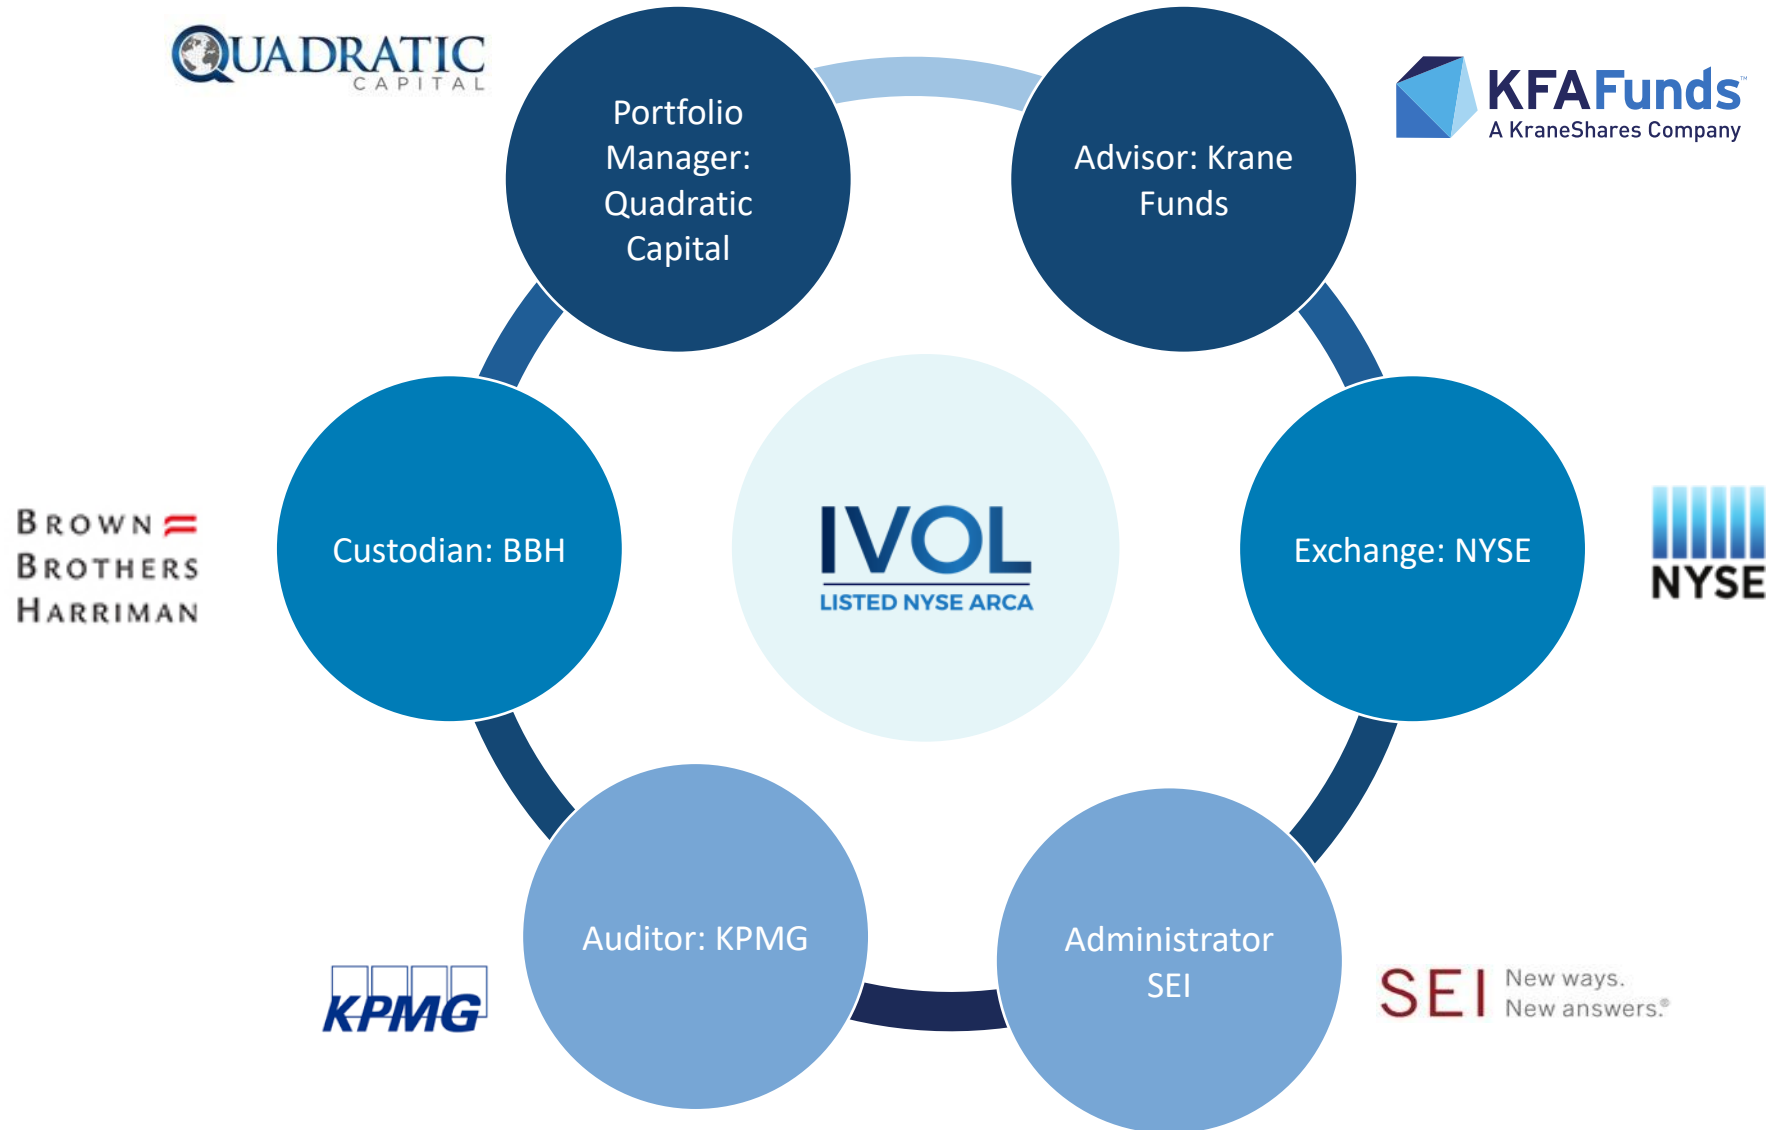 QUADRATIC
CAPITAL
Portfolio
Manager:
Quadratic
Capital
Advisor: Krane
Funds
KFAFunds™
A KraneShares Company
BROWN
BROTHERS
HARRIMAN
Custodian: BBH
IVOL
LISTED NYSE ARCA
Exchange: NYSE
NYSE
KPMG
Auditor: KPMG
Administrator
SEI
SEI
New ways.
New answers.®